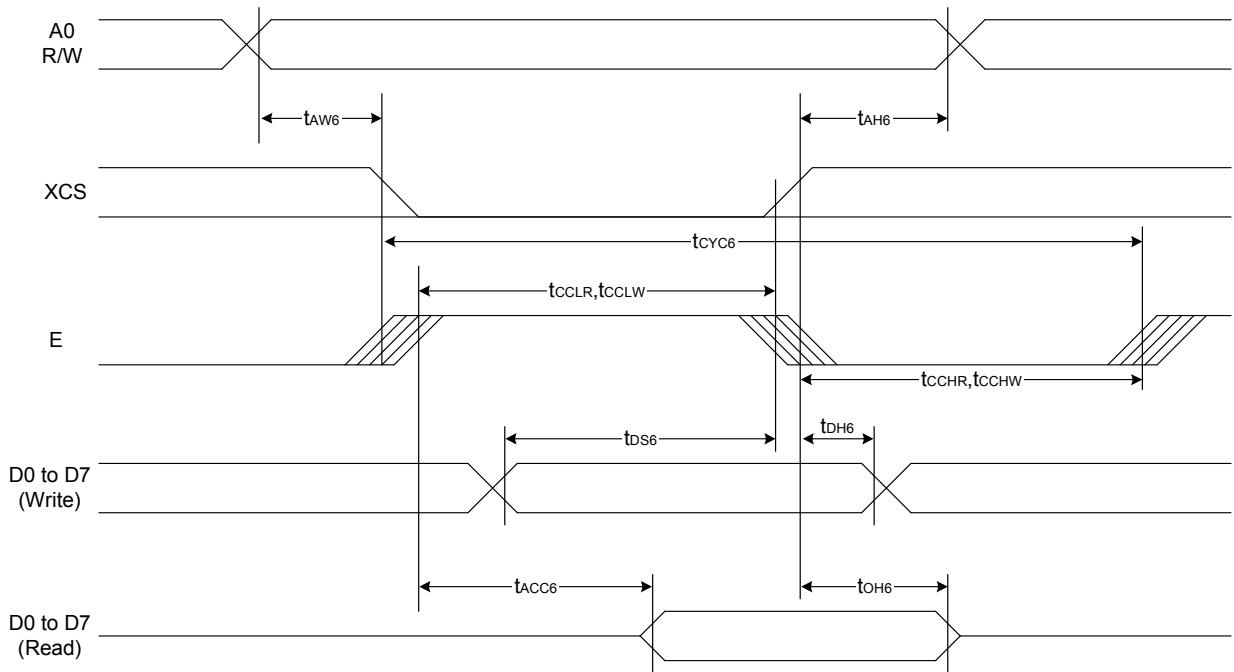 A0
R/W
tAW6
tAH6
XCS
tCYC6
tCCLR,tCCLW
E
tCCHR,tCCHW
tDS6
tDH6
D0 to D7
(Write)
tACC6
tOH6
D0 to D7
(Read)